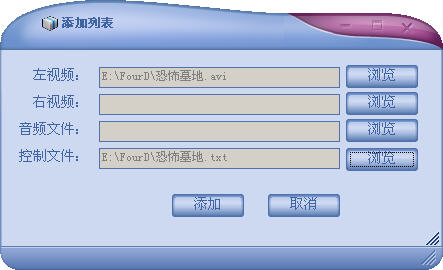 添加列表
左视频： E:\FourD\恐怖墓地.avi 浏览
右视频： 浏览
音频文件： 浏览
控制文件： E:\FourD\恐怖墓地.txt 浏览
添加 取消